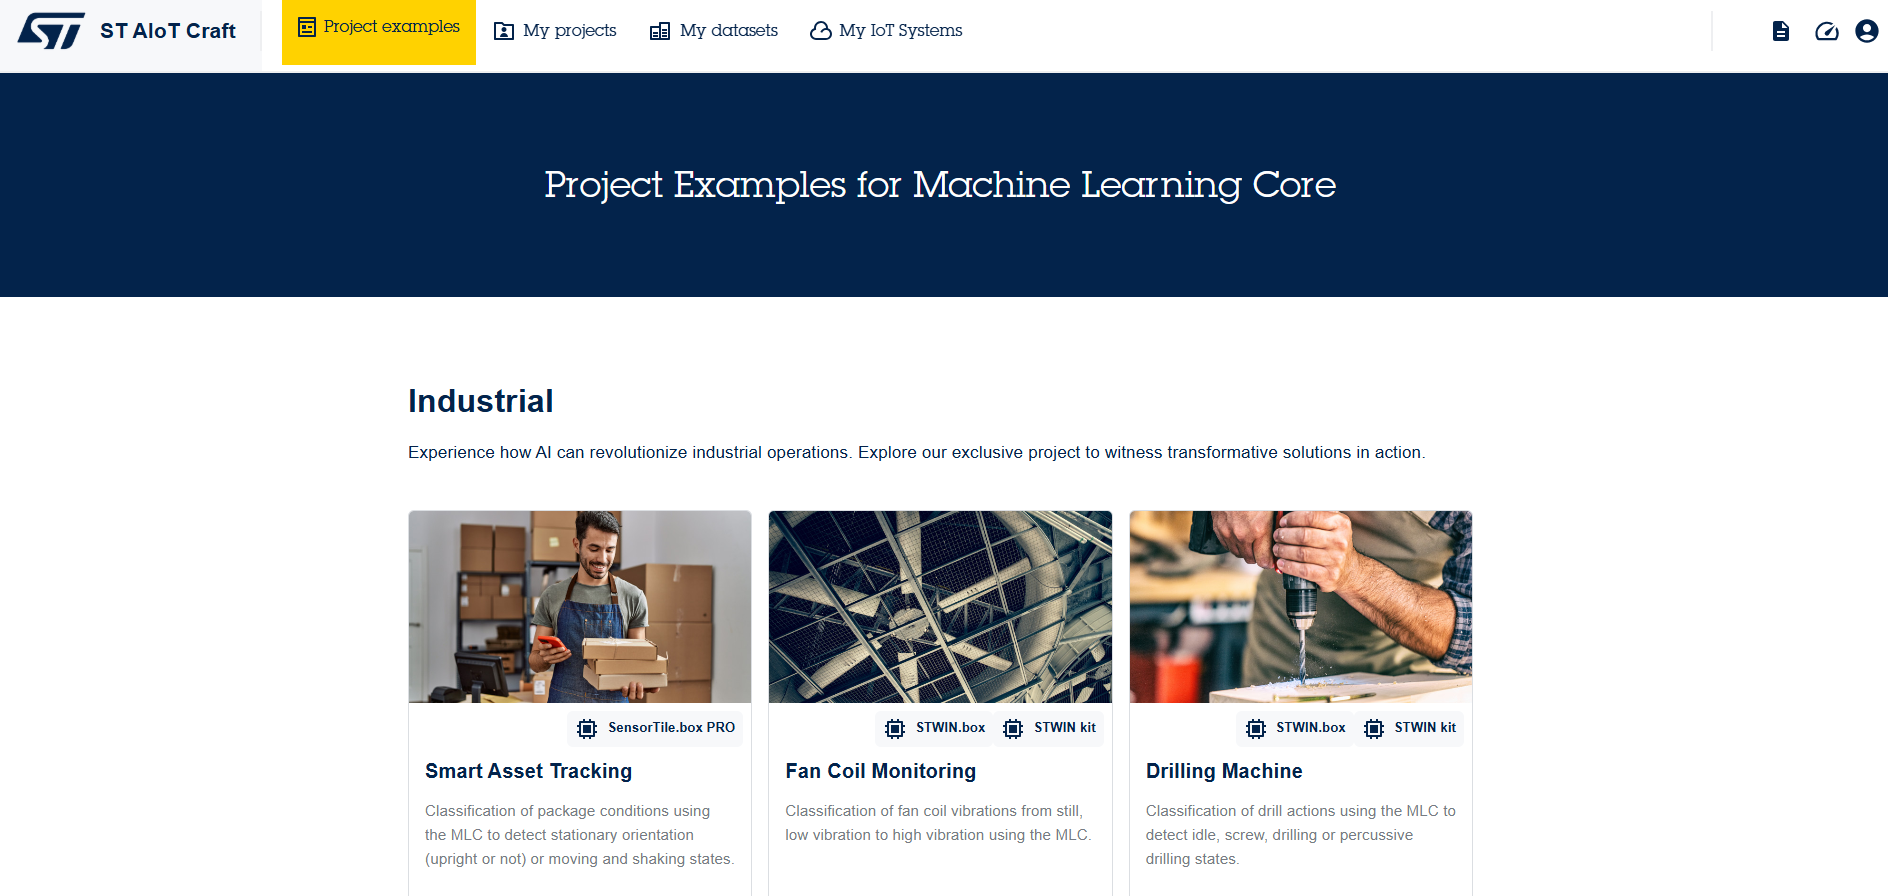 ST AIoT Craft
Project examples
My projects
My datasets
My IoT Systems
Project Examples for Machine Learning Core
Industrial
Experience how AI can revolutionize industrial operations. Explore our exclusive project to witness transformative solutions in action.
SensorTile.box PRO
Smart Asset Tracking
Classification of package conditions using
the MLC to detect stationary orientation
(upright or not) or moving and shaking states.
STWIN.box STWIN kit
Fan Coil Monitoring
Classification of fan coil vibrations from still,
low vibration to high vibration using the MLC.
STWIN.box STWIN kit
Drilling Machine
Classification of drill actions using the MLC to
detect idle, screw, drilling or percussive
drilling states.